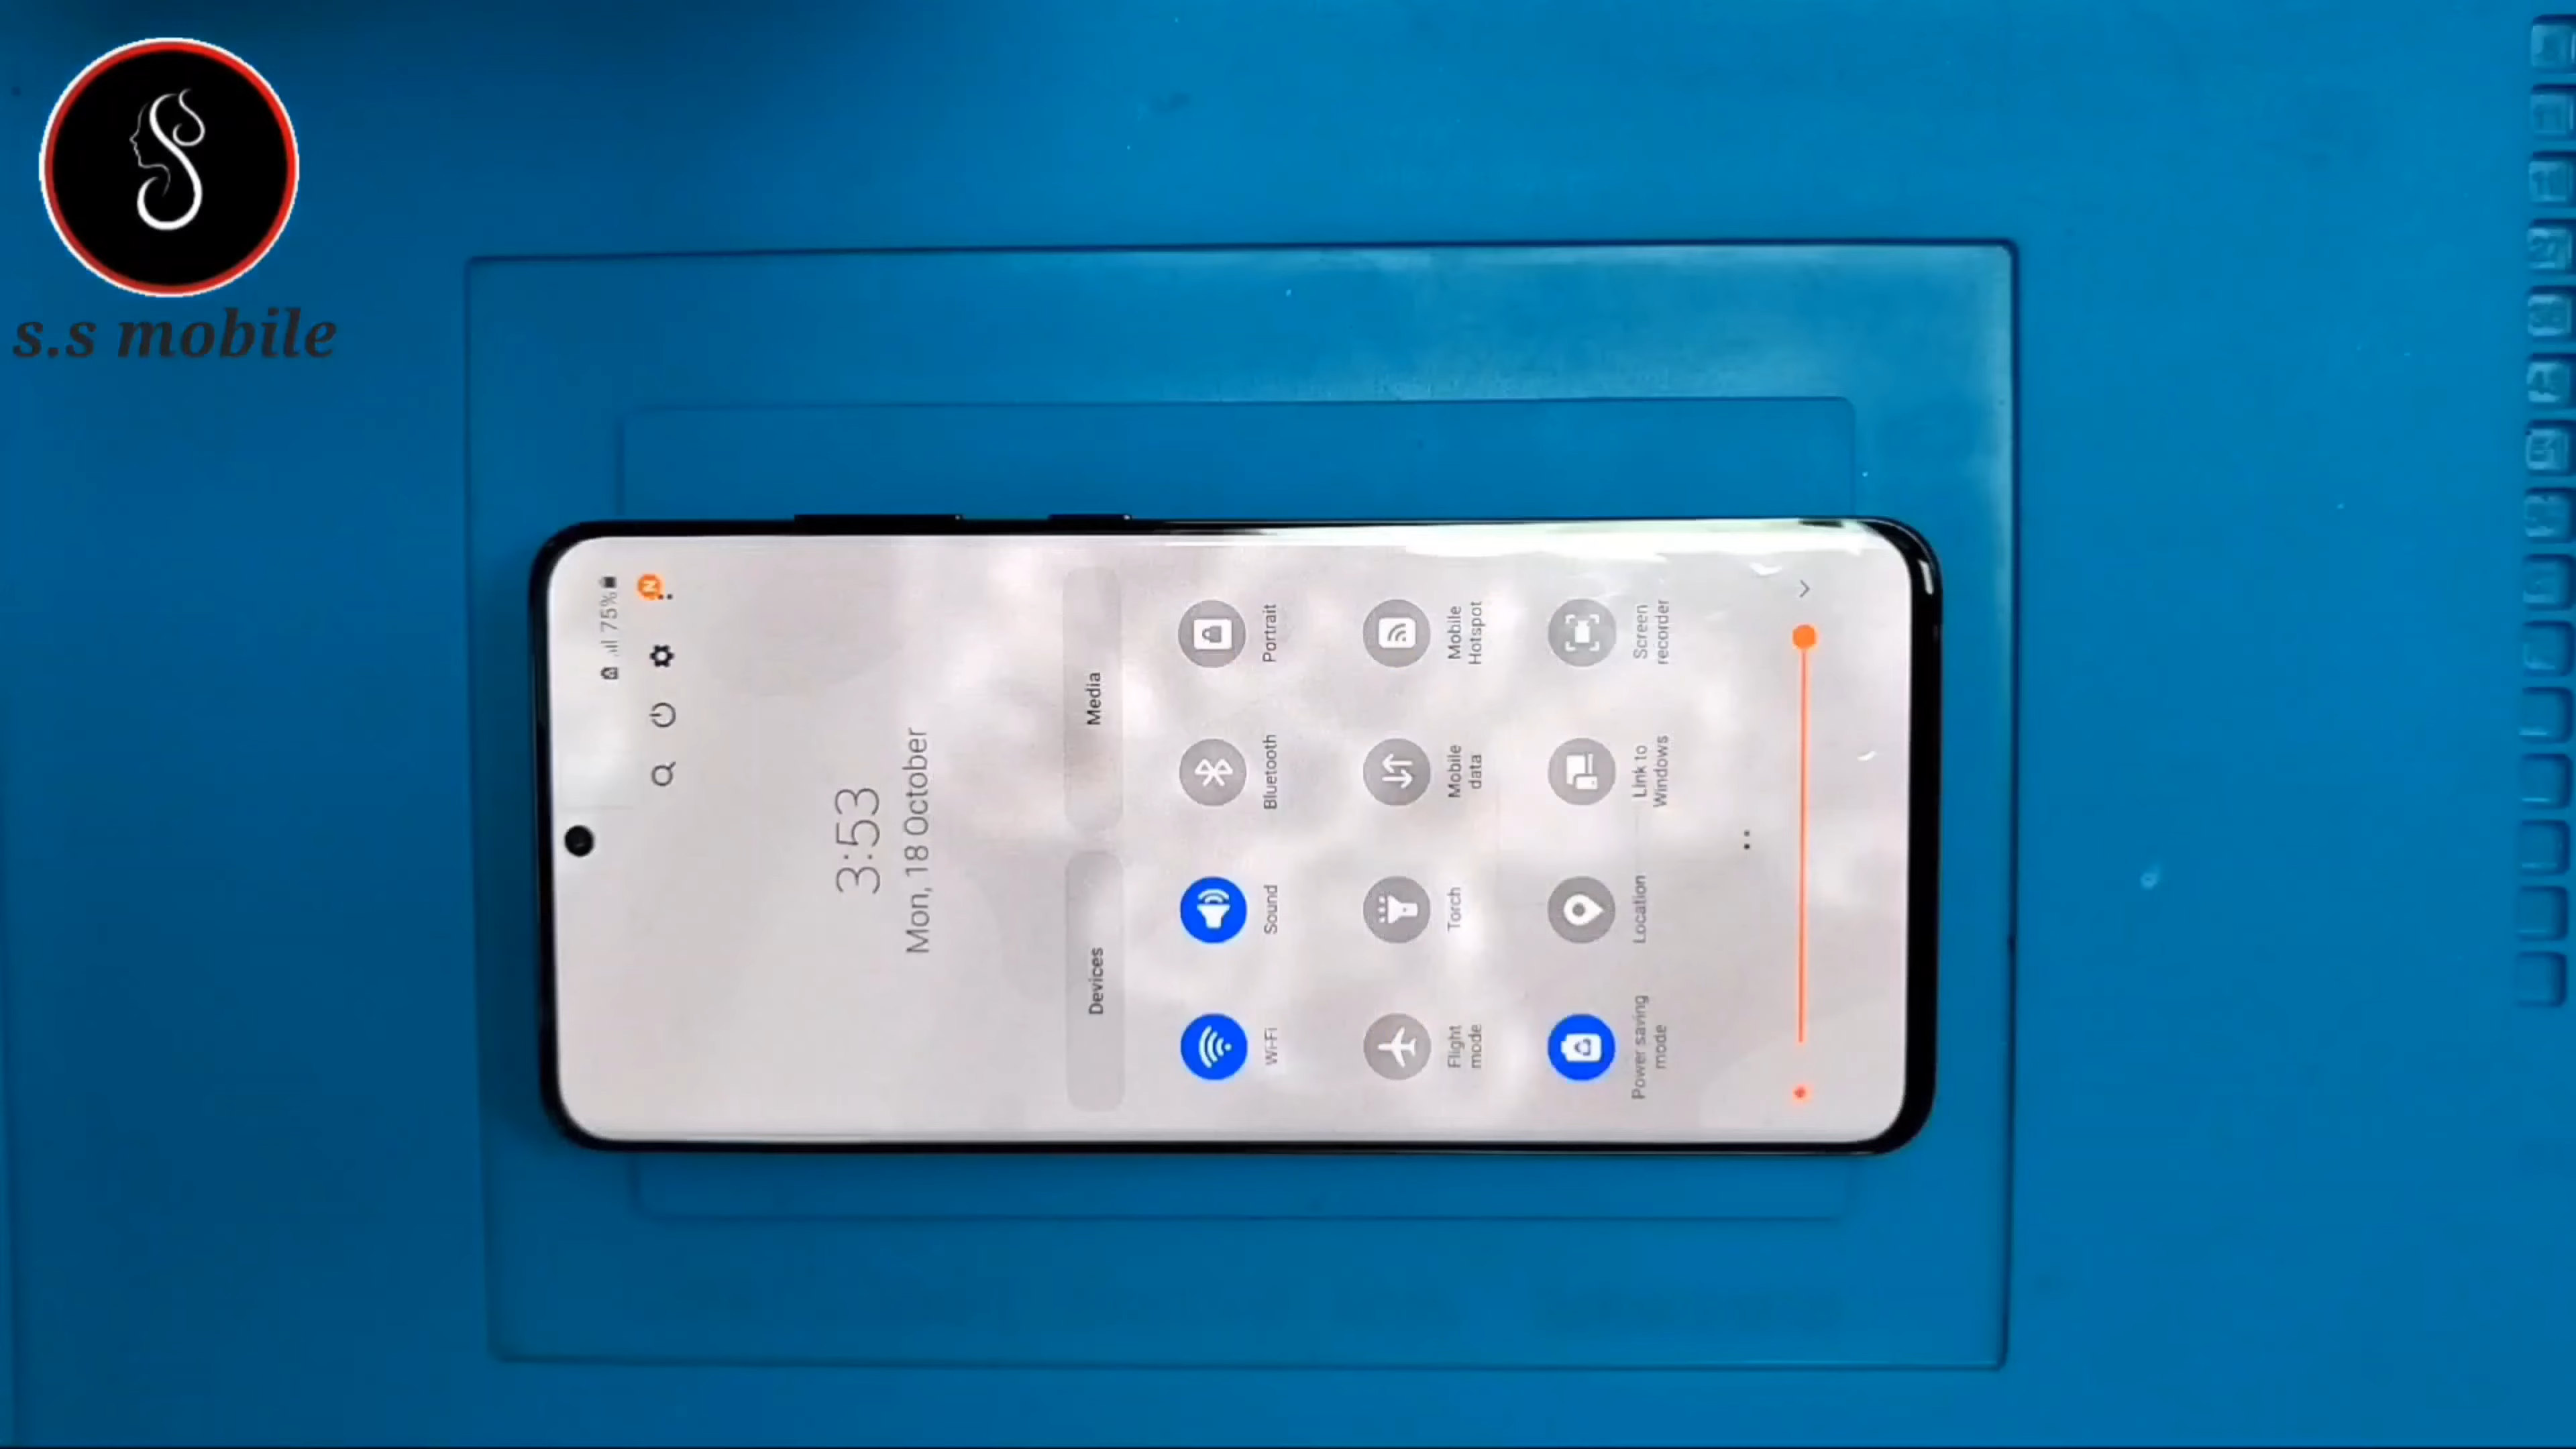 s.s mobile
75%
N
3:53
Mon, 18 October
Devices
Media
Wi-Fi
Sound
Bluetooth
Portrait
Flight
mode
Torch
Mobile
data
Mobile
Hotspot
Power saving
mode
Location
Link to
Windows
Screen
recorder